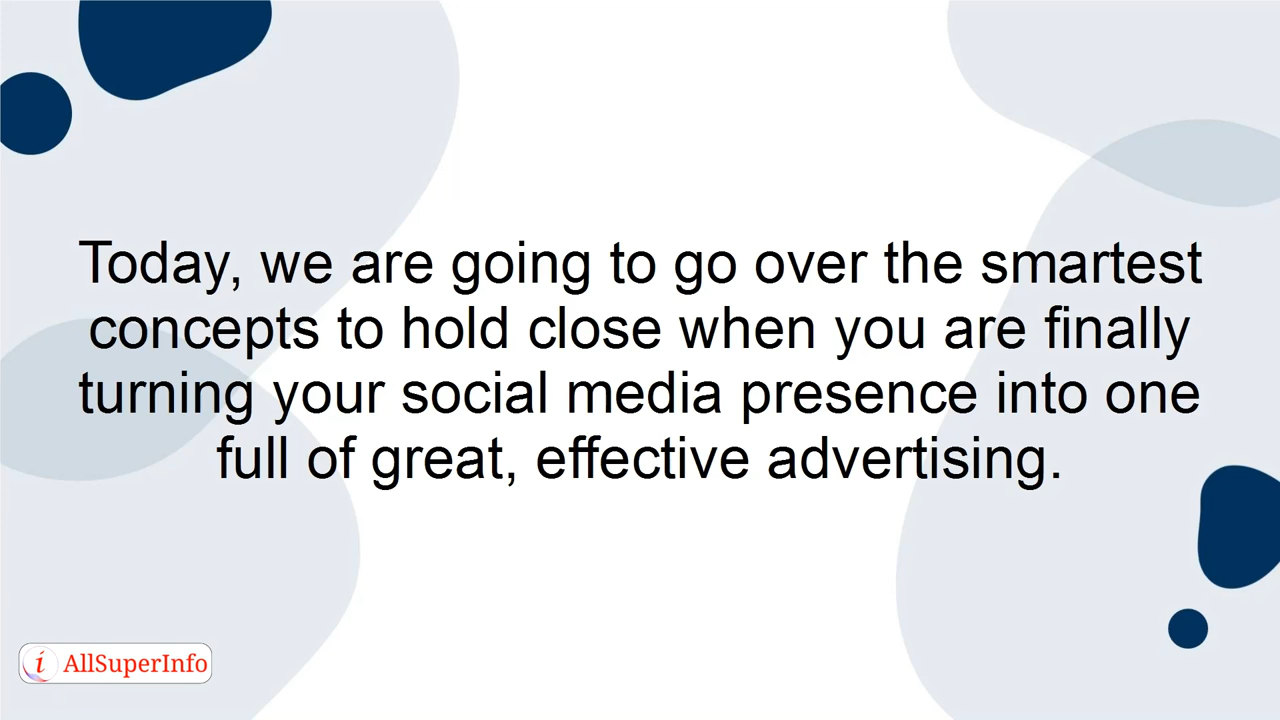 Today, we are going to go over the smartest
concepts to hold close when you are finally
turning your social media presence into one
full of great, effective advertising.
i AllSuperInfo